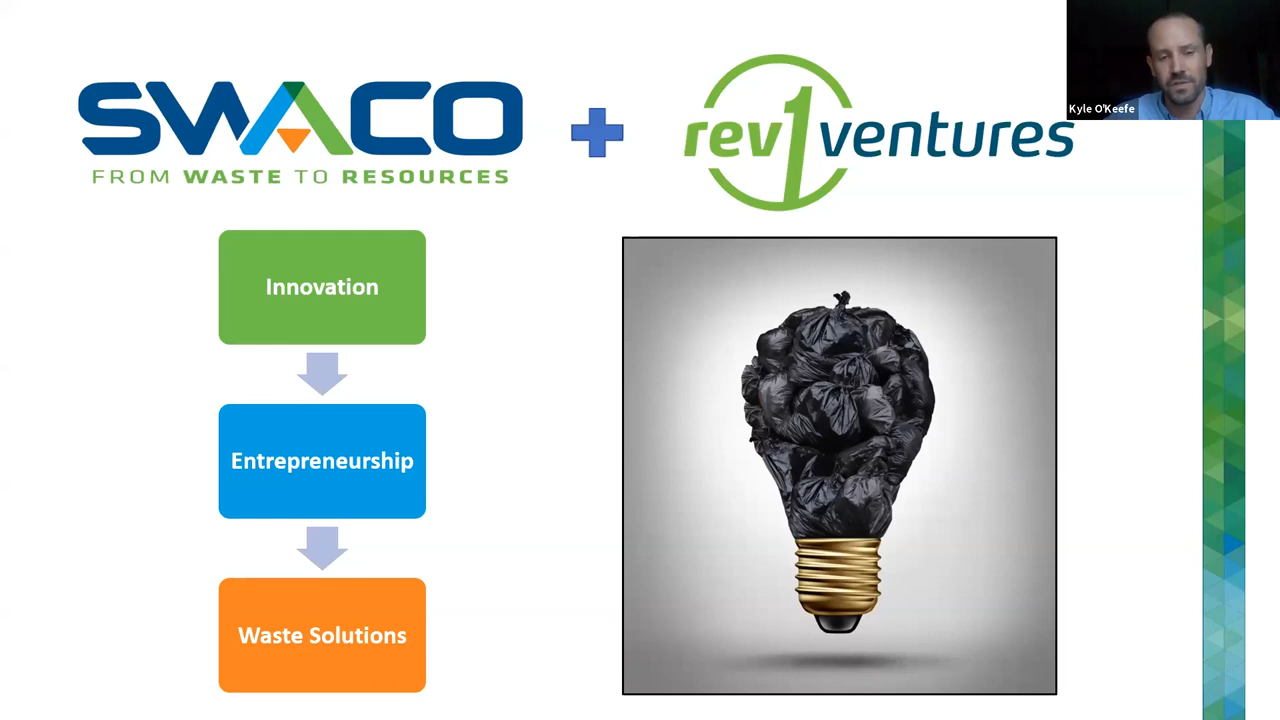 SWACO
FROM WASTE TO RESOURCES
rev1ventures
Kyle O'Keefe
Innovation
Entrepreneurship
Waste Solutions